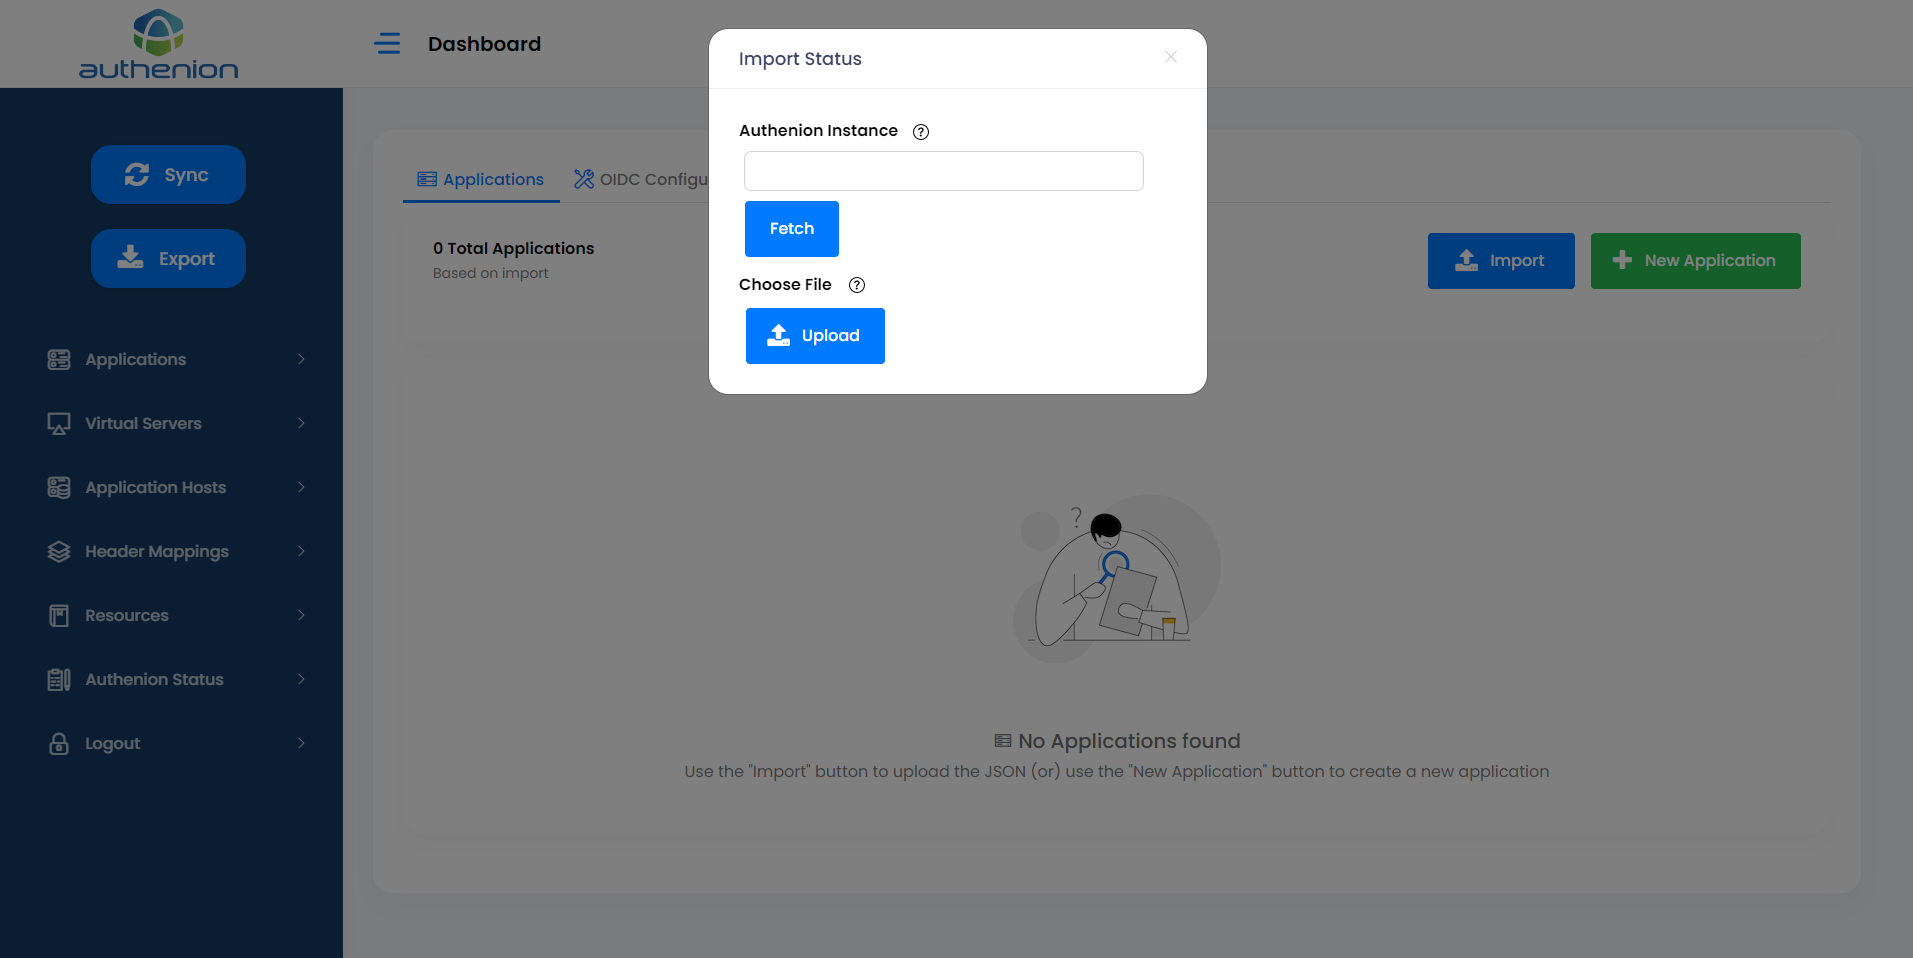 authenion
Dashboard
Import Status
Authenion Instance ?
Fetch
Choose File ?
Upload
Sync
Export
Applications
Virtual Servers
Application Hosts
Header Mappings
Resources
Authenion Status
Logout
Applications
OIDC Configu
0 Total Applications
Based on import
Import
New Application
?
No Applications found
Use the "Import" button to upload the JSON (or) use the "New Application" button to create a new application